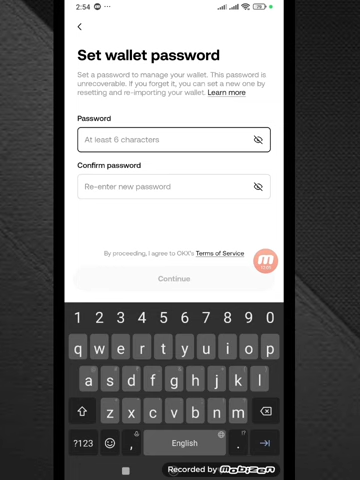 2:54
Set wallet password
Set a password to manage your wallet. This password is
unrecoverable. If you forget it, you can set a new one by
resetting and re-importing your wallet. Learn more
Password
At least 6 characters
Confirm password
Re-enter new password
By proceeding, I agree to OKX's Terms of Service
Continue
1 2 3 4 5 6 7 8 9 0
q w e r t y u i o p
a s d f g h j k l
z x c v b n m
?123 , English .
Recorded by mobizen